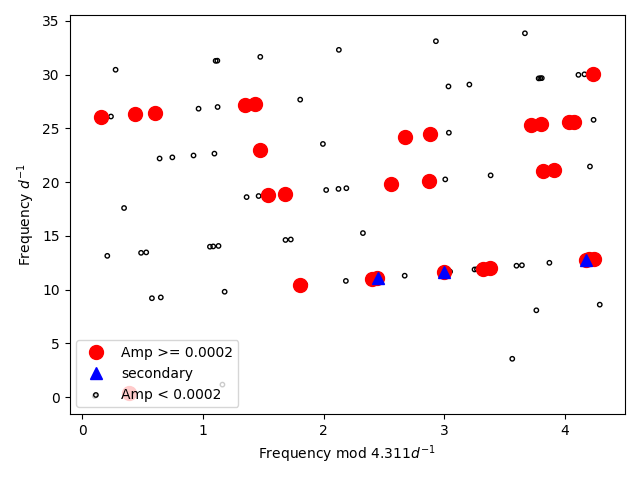 35
30
25
20
15
10
5
0
Frequency $d^{-1}$
Amp >= 0.0002
secondary
Amp < 0.0002
0 1 2 3 4
Frequency mod 4.311$d^{-1}$